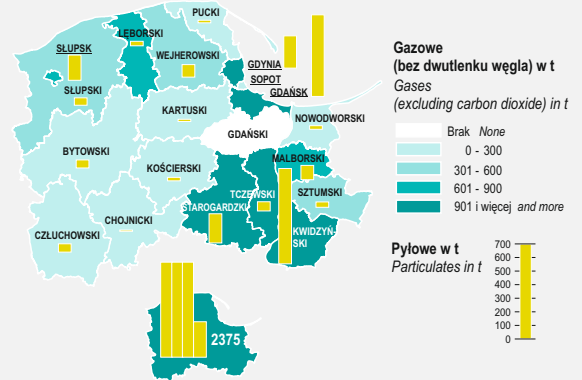 PUCKI
LĘBORSKI
SŁUPSK
WEJHEROWSKI
GDYNIA
SOPOT
GDAŃSK
SŁUPSKI
KARTUSKI
NOWODWORSKI
GDAŃSKI
BYTOWSKI
MALBORSKI
KOŚCIERSKI
TCZEWSKI
SZTUMSKI
STAROGARDZKI
CHOJNICKI
KWIDZYŃ-
SKI
CZŁUCHOWSKI
2375
Gazowe
(bez dwutlenku węgla) w t
Gases
(excluding carbon dioxide) in t
Brak None
0 - 300
301 - 600
601 - 900
901 i więcej and more
Pyłowe w t
Particulates in t
700
600
500
400
300
200
100
0